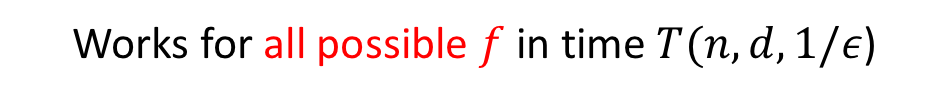 Works for all possible 𝑓 in time 𝑇(𝑛, 𝑑, 1/𝜖)